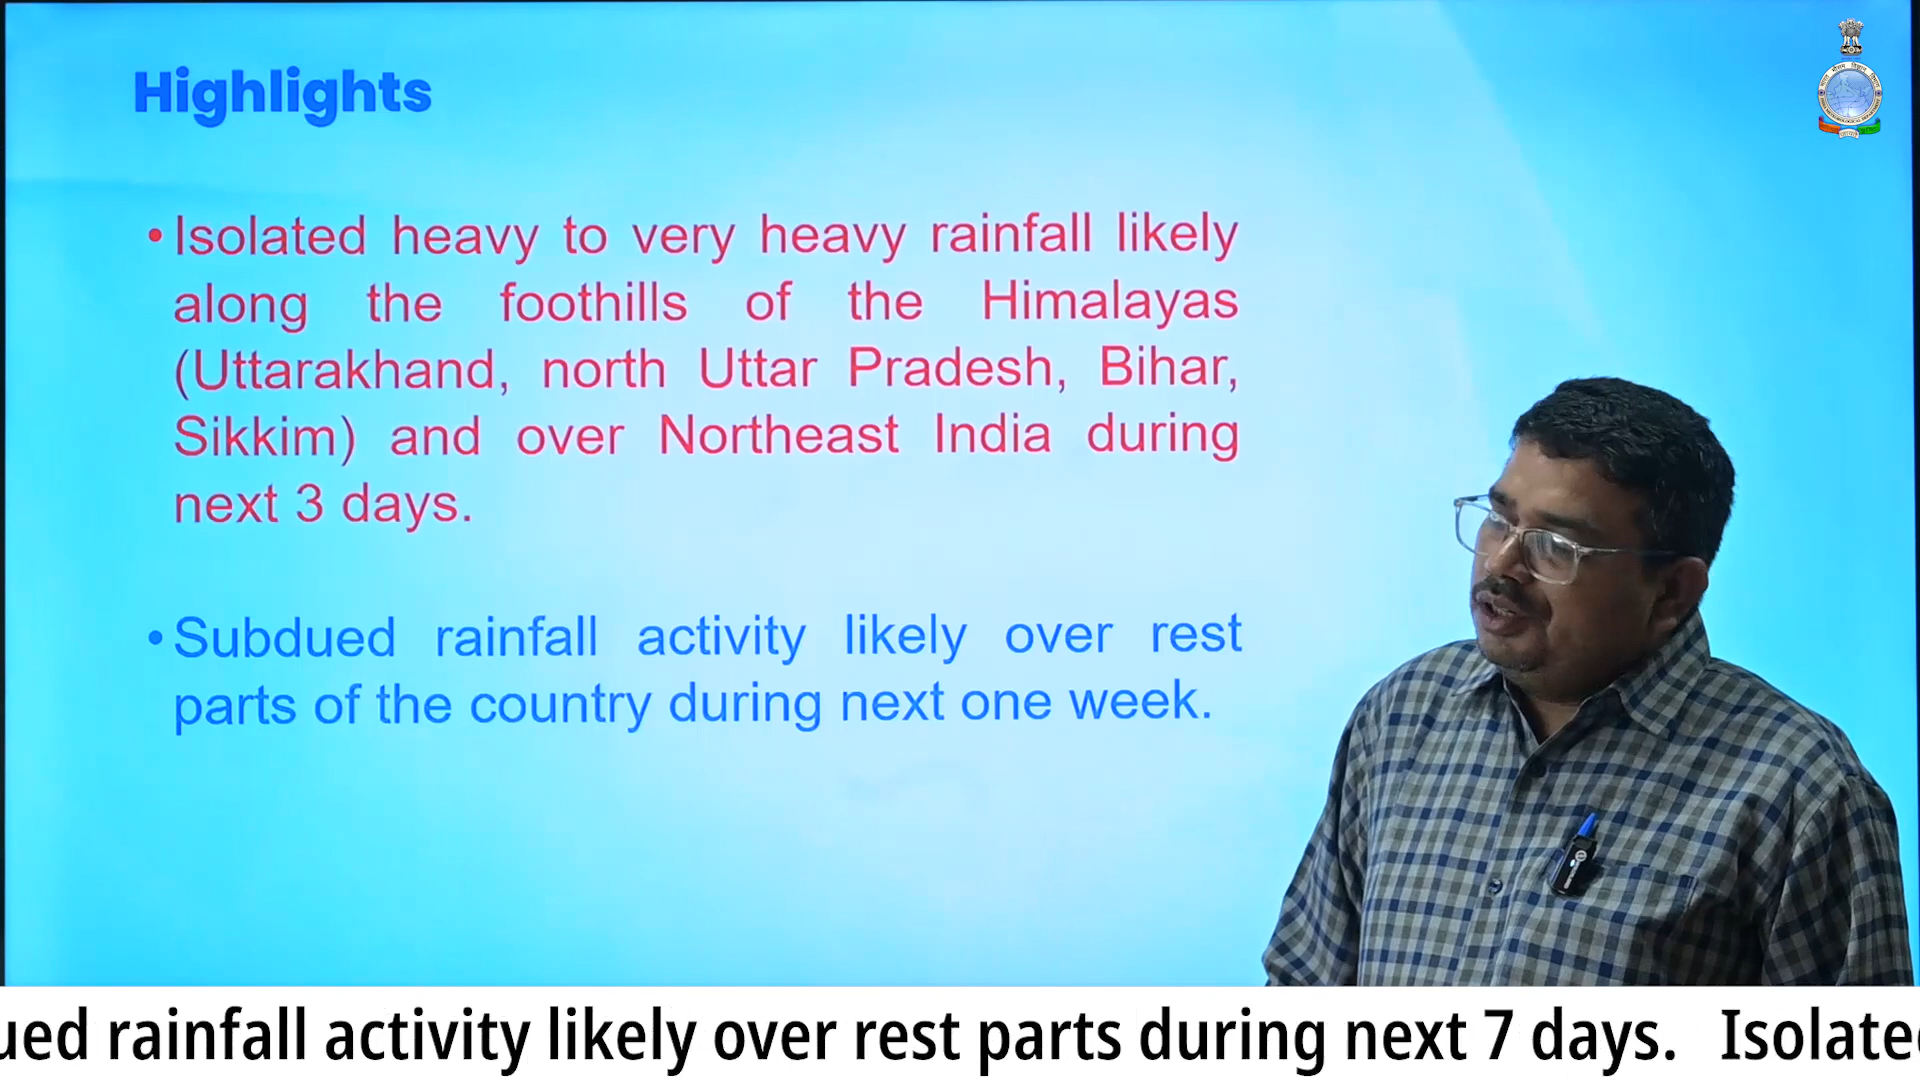 Highlights
•Isolated heavy to very heavy rainfall likely
along the foothills of the Himalayas
(Uttarakhand, north Uttar Pradesh, Bihar,
Sikkim) and over Northeast India during
next 3 days.
•Subdued rainfall activity likely over rest
parts of the country during next one week.
ued rainfall activity likely over rest parts during next 7 days. Isolate